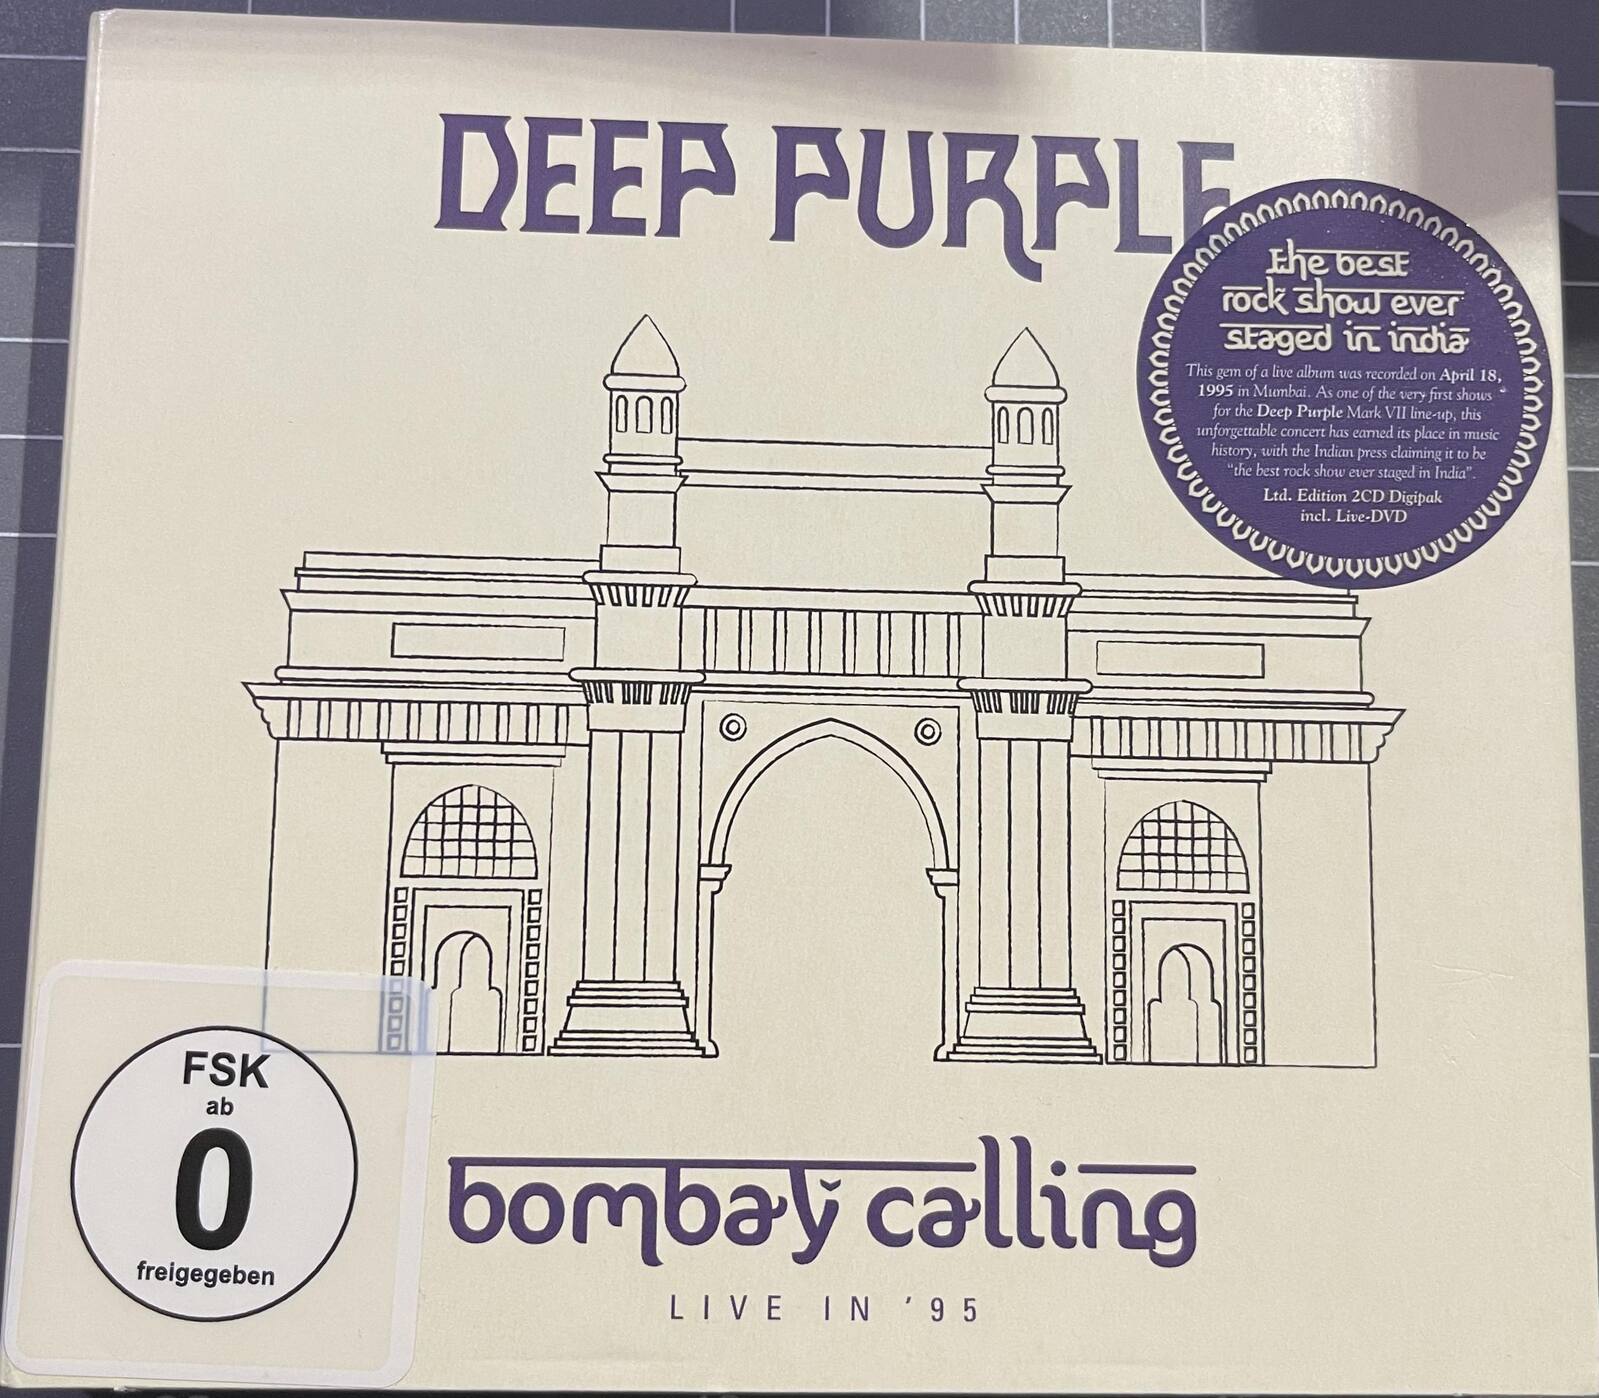 DEEP PURPLE
the best
rock show ever
staged in india
This gem of a live album was recorded on April 18,
1995 in Mumbai. As one of the very first shows
for the Deep Purple Mark VII line-up, this
unforgettable concert has earned its place in music
history, with the Indian press claiming it to be
"the best rock show ever staged in India".
Ltd. Edition 2CD Digipak
incl. Live-DVD
FSK
ab
0
freigegeben
bombay calling
LIVE IN '95